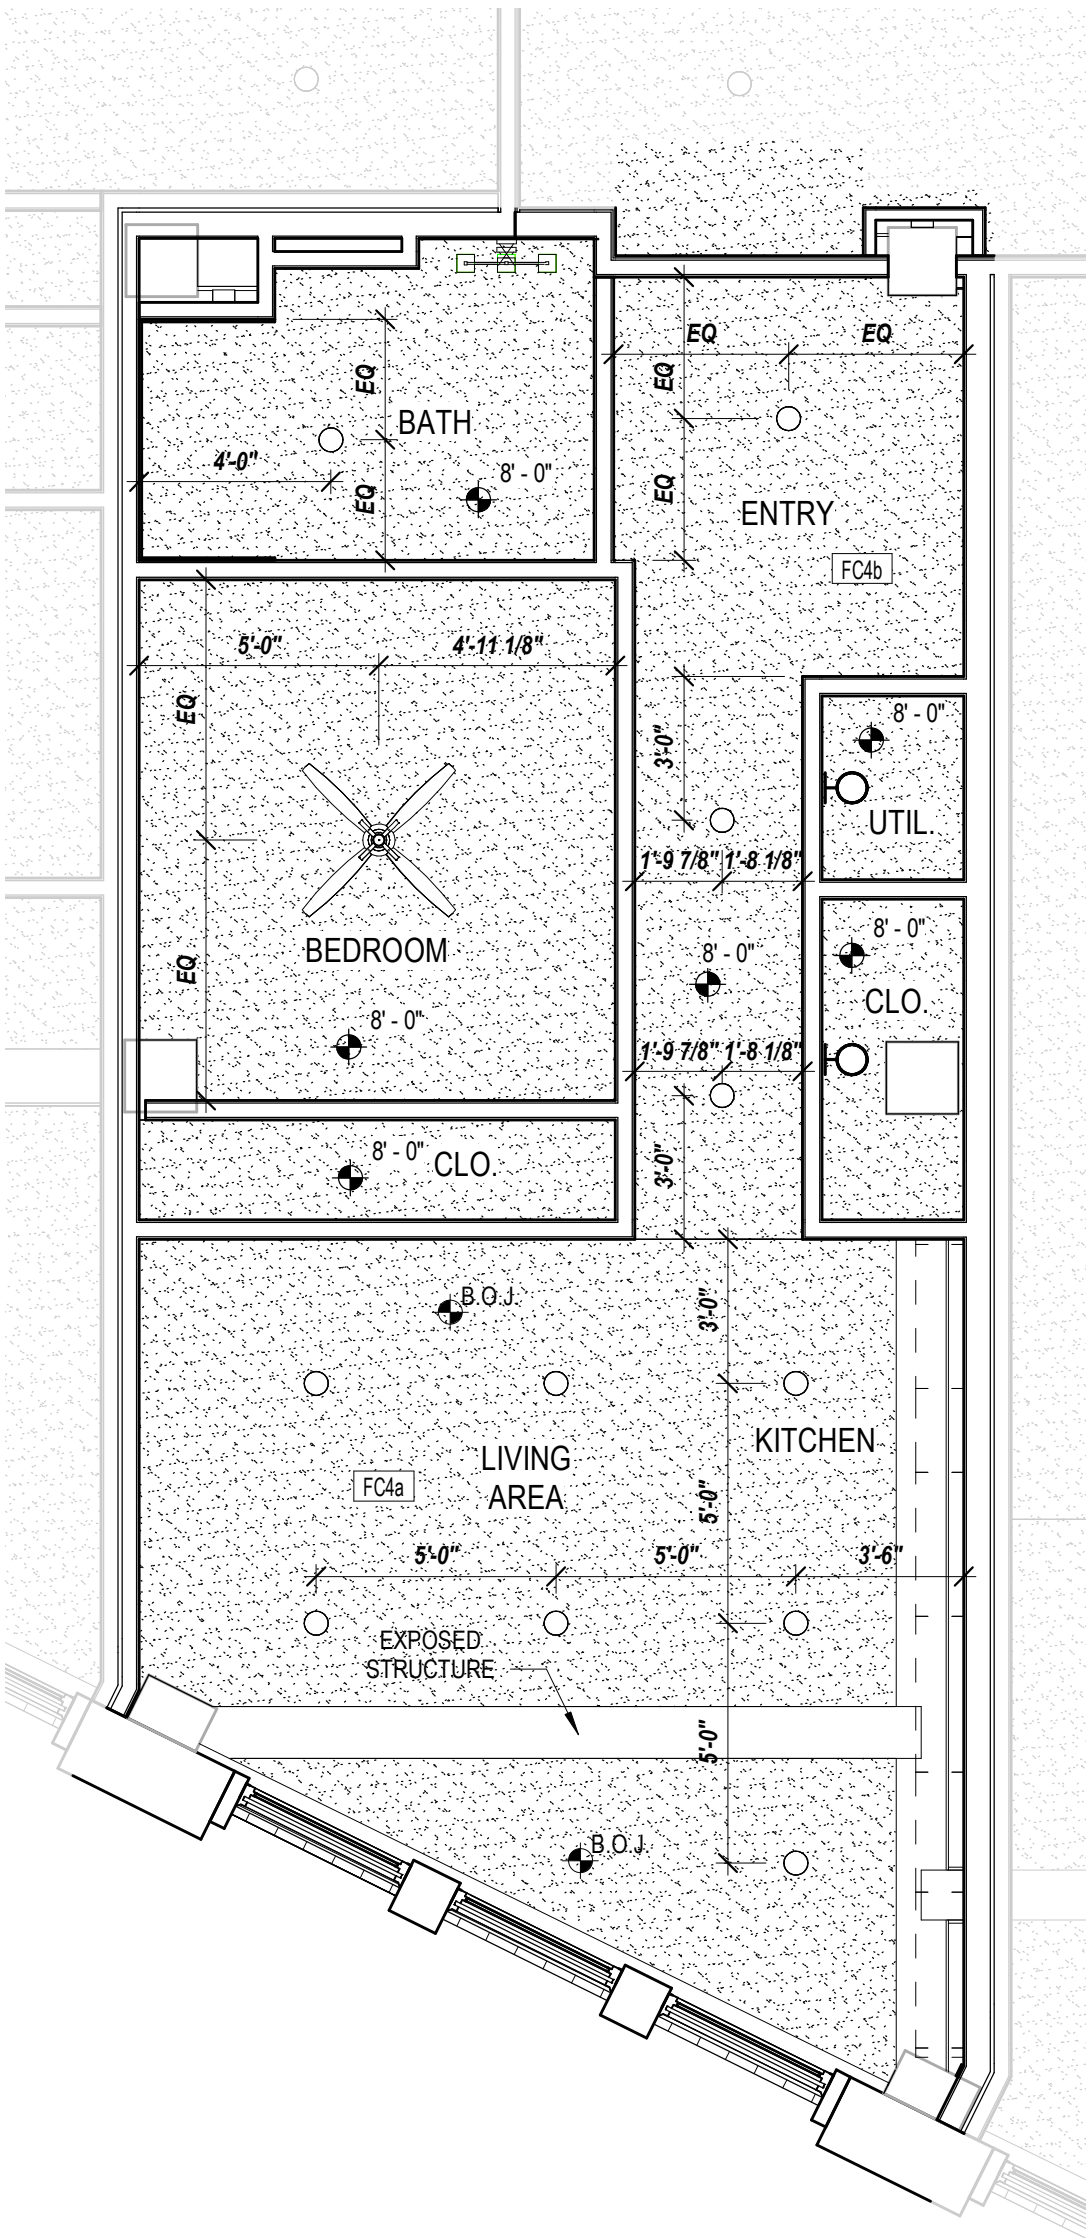 EQ EQ
EQ
EQ
BATH
4'-0"
8' - 0"
EQ
EQ
ENTRY
FC4b
5'-0" 4'-11 1/8"
EQ
3'-0"
8' - 0"
UTIL.
1'-9 7/8" 1'-8 1/8"
BEDROOM
EQ
8' - 0"
8' - 0"
CLO.
8' - 0"
1'-9 7/8" 1'-8 1/8"
8' - 0"
CLO.
3'-0"
B.O.J.
3'-0"
KITCHEN
LIVING
AREA
FC4a
5'-0"
5'-0" 5'-0" 3'-6"
EXPOSED
STRUCTURE
5'-0"
B.O.J.